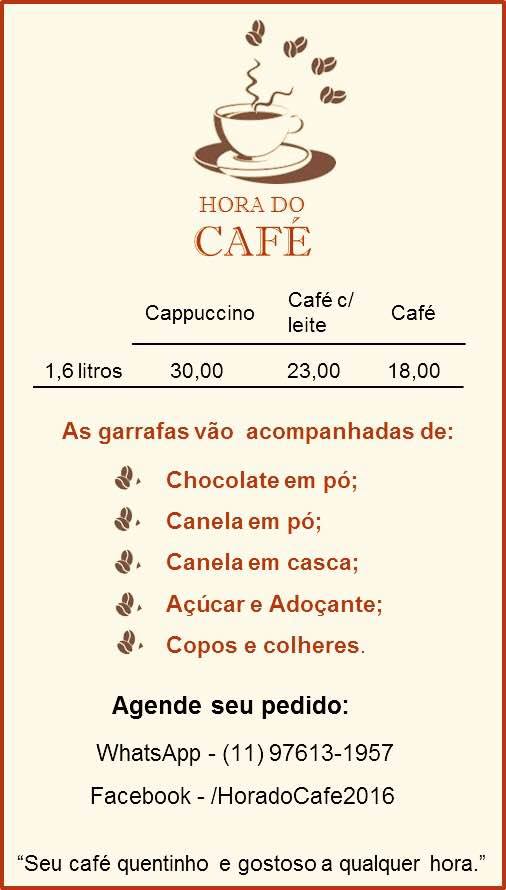 HORA DO
CAFÉ
Cappuccino Café c/ leite Café
1,6 litros 30,00 23,00 18,00
As garrafas vão acompanhadas de:
Chocolate em pó;
Canela em pó;
Canela em casca;
Açúcar e Adoçante;
Copos e colheres.
Agende seu pedido:
WhatsApp - (11) 97613-1957
Facebook - /HoradoCafe2016
“Seu café quentinho e gostoso a qualquer hora.”